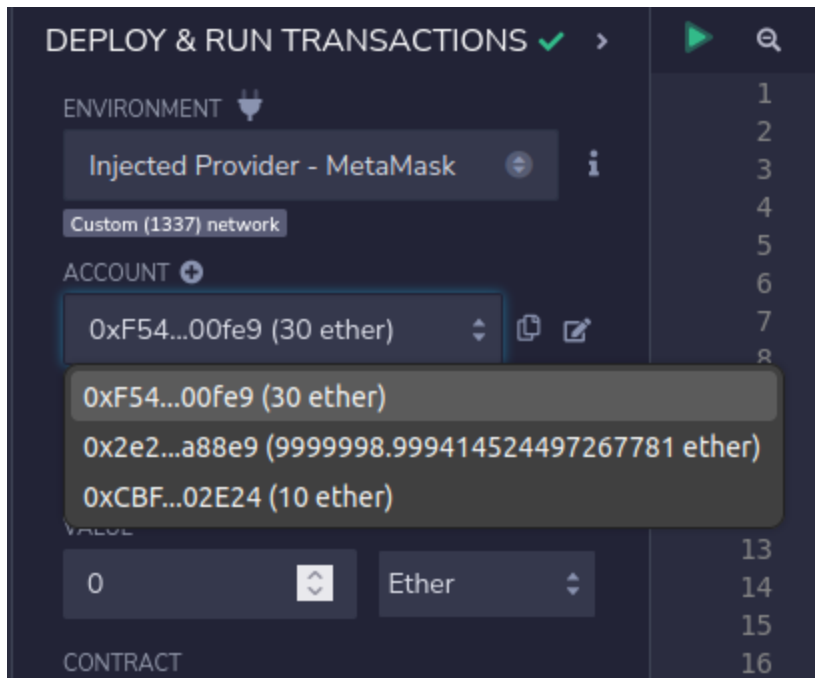 DEPLOY & RUN TRANSACTIONS
ENVIRONMENT
Injected Provider - MetaMask
i
Custom (1337) network
ACCOUNT
0xF54...00fe9 (30 ether)
0xF54...00fe9 (30 ether)
0x2e2...a88e9 (9999998.999414524497267781 ether)
0xCBF...02E24 (10 ether)
VALUE
0
Ether
CONTRACT
1
2
3
4
5
6
7
8
13
14
15
16